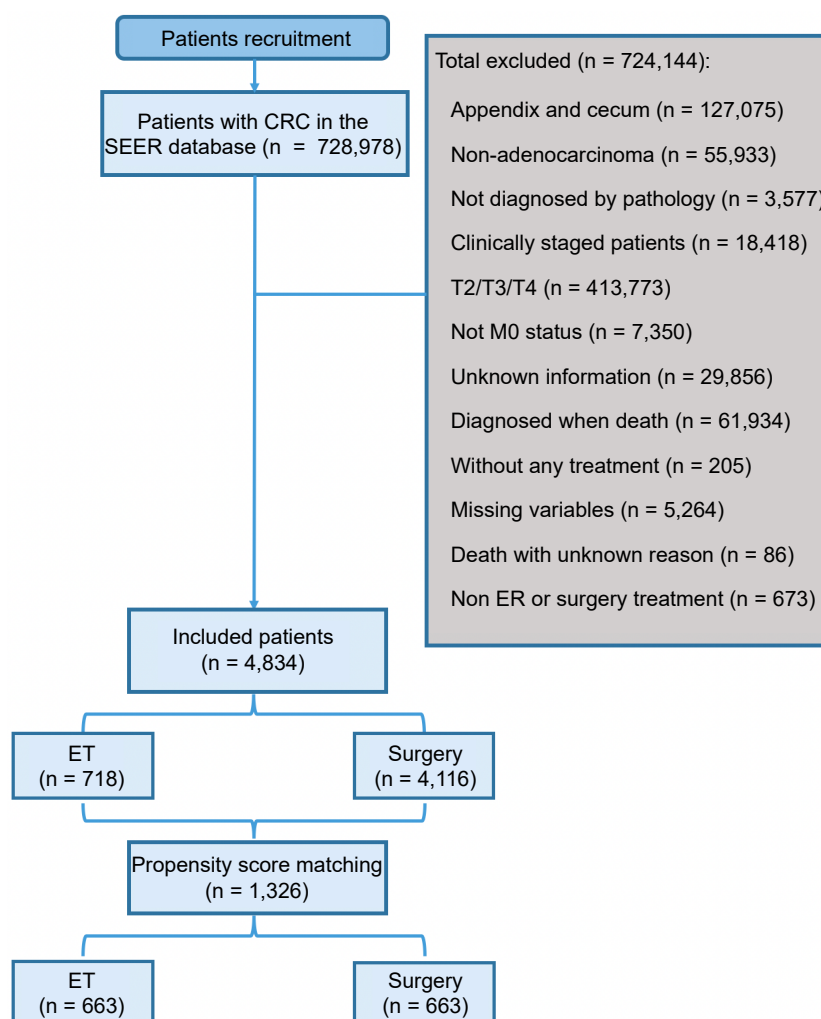 Patients recruitment
Patients with CRC in the
SEER database (n = 728,978)
Total excluded (n = 724,144):
Appendix and cecum (n = 127,075)
Non-adenocarcinoma (n = 55,933)
Not diagnosed by pathology (n = 3,577)
Clinically staged patients (n = 18,418)
T2/T3/T4 (n = 413,773)
Not M0 status (n = 7,350)
Unknown information (n = 29,856)
Diagnosed when death (n = 61,934)
Without any treatment (n = 205)
Missing variables (n = 5,264)
Death with unknown reason (n = 86)
Non ER or surgery treatment (n = 673)
Included patients
(n = 4,834)
ET
(n = 718)
Surgery
(n = 4,116)
Propensity score matching
(n = 1,326)
ET
(n = 663)
Surgery
(n = 663)